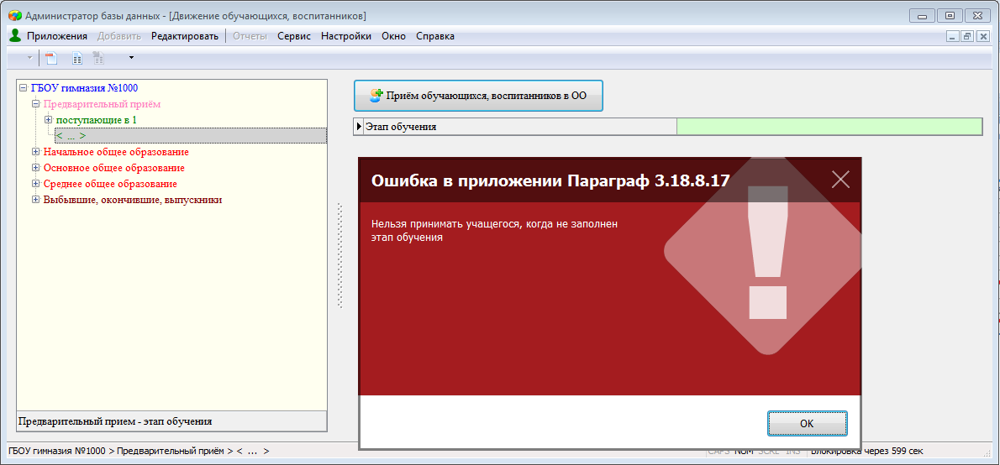 Администратор базы данных - [Движение обучающихся, воспитанников]
Приложения Добавить Редактировать Отчеты Сервис Настройки Окно Справка
ГБОУ гимназия №1000
Предварительный приём
поступающие в 1
< ... >
Начальное общее образование
Основное общее образование
Среднее общее образование
Выбывшие, окончившие, выпускники
Предварительный прием - этап обучения
Приём обучающихся, воспитанников в ОО
Этап обучения
Ошибка в приложении Параграф 3.18.8.17
Нельзя принимать учащегося, когда не заполнен
этап обучения
OK
ГБОУ гимназия №1000 > Предварительный приём > < ... >
CAPS NUM SCRL INS Блокировка через 599 сек